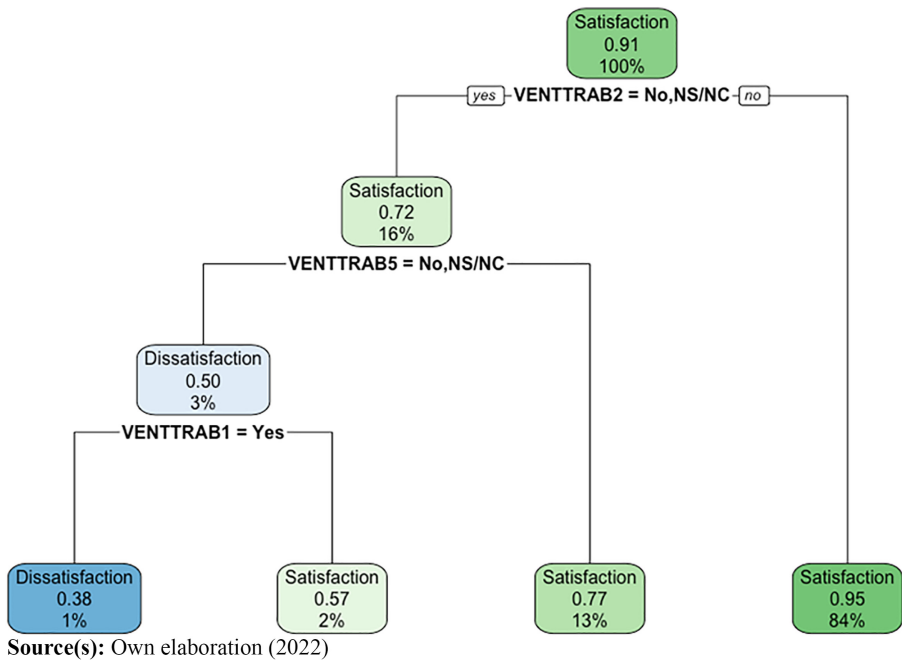 Satisfaction
0.91
100%
yes VENTTRAB2 = No,NS/NC no
Satisfaction
0.72
16%
VENTTRAB5 = No,NS/NC
Dissatisfaction
0.50
3%
VENTTRAB1 = Yes
Dissatisfaction
0.38
1%
Satisfaction
0.57
2%
Satisfaction
0.77
13%
Satisfaction
0.95
84%
Source(s): Own elaboration (2022)